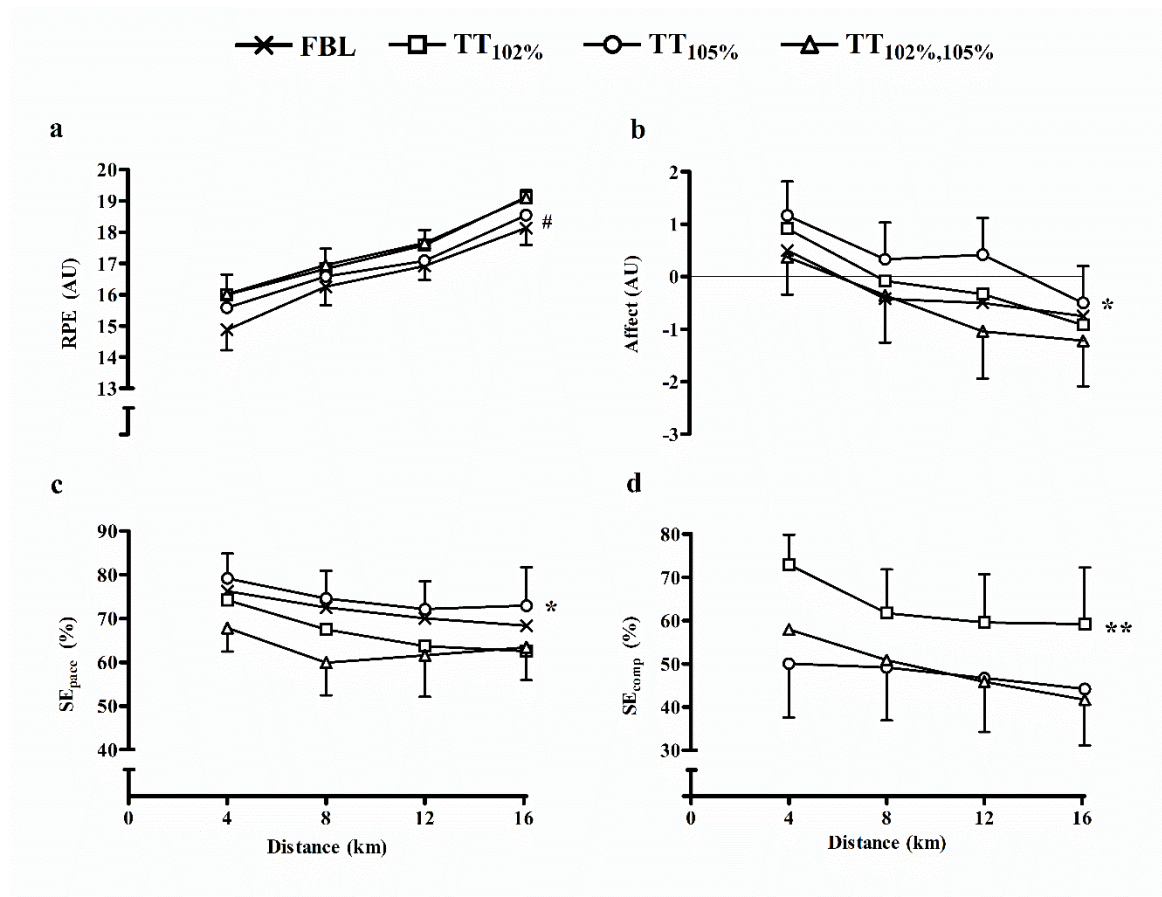 FBL TT102% TT105% TT102%,105%
a
20
19
18
17
16
15
14
13
RPE (AU)
#
b
2
1
0
-1
-2
-3
Affect (AU)
*
c
90
80
70
60
50
40
SEpace (%)
*
0 4 8 12 16
Distance (km)
d
80
70
60
50
40
30
SEcomp (%)
**
0 4 8 12 16
Distance (km)